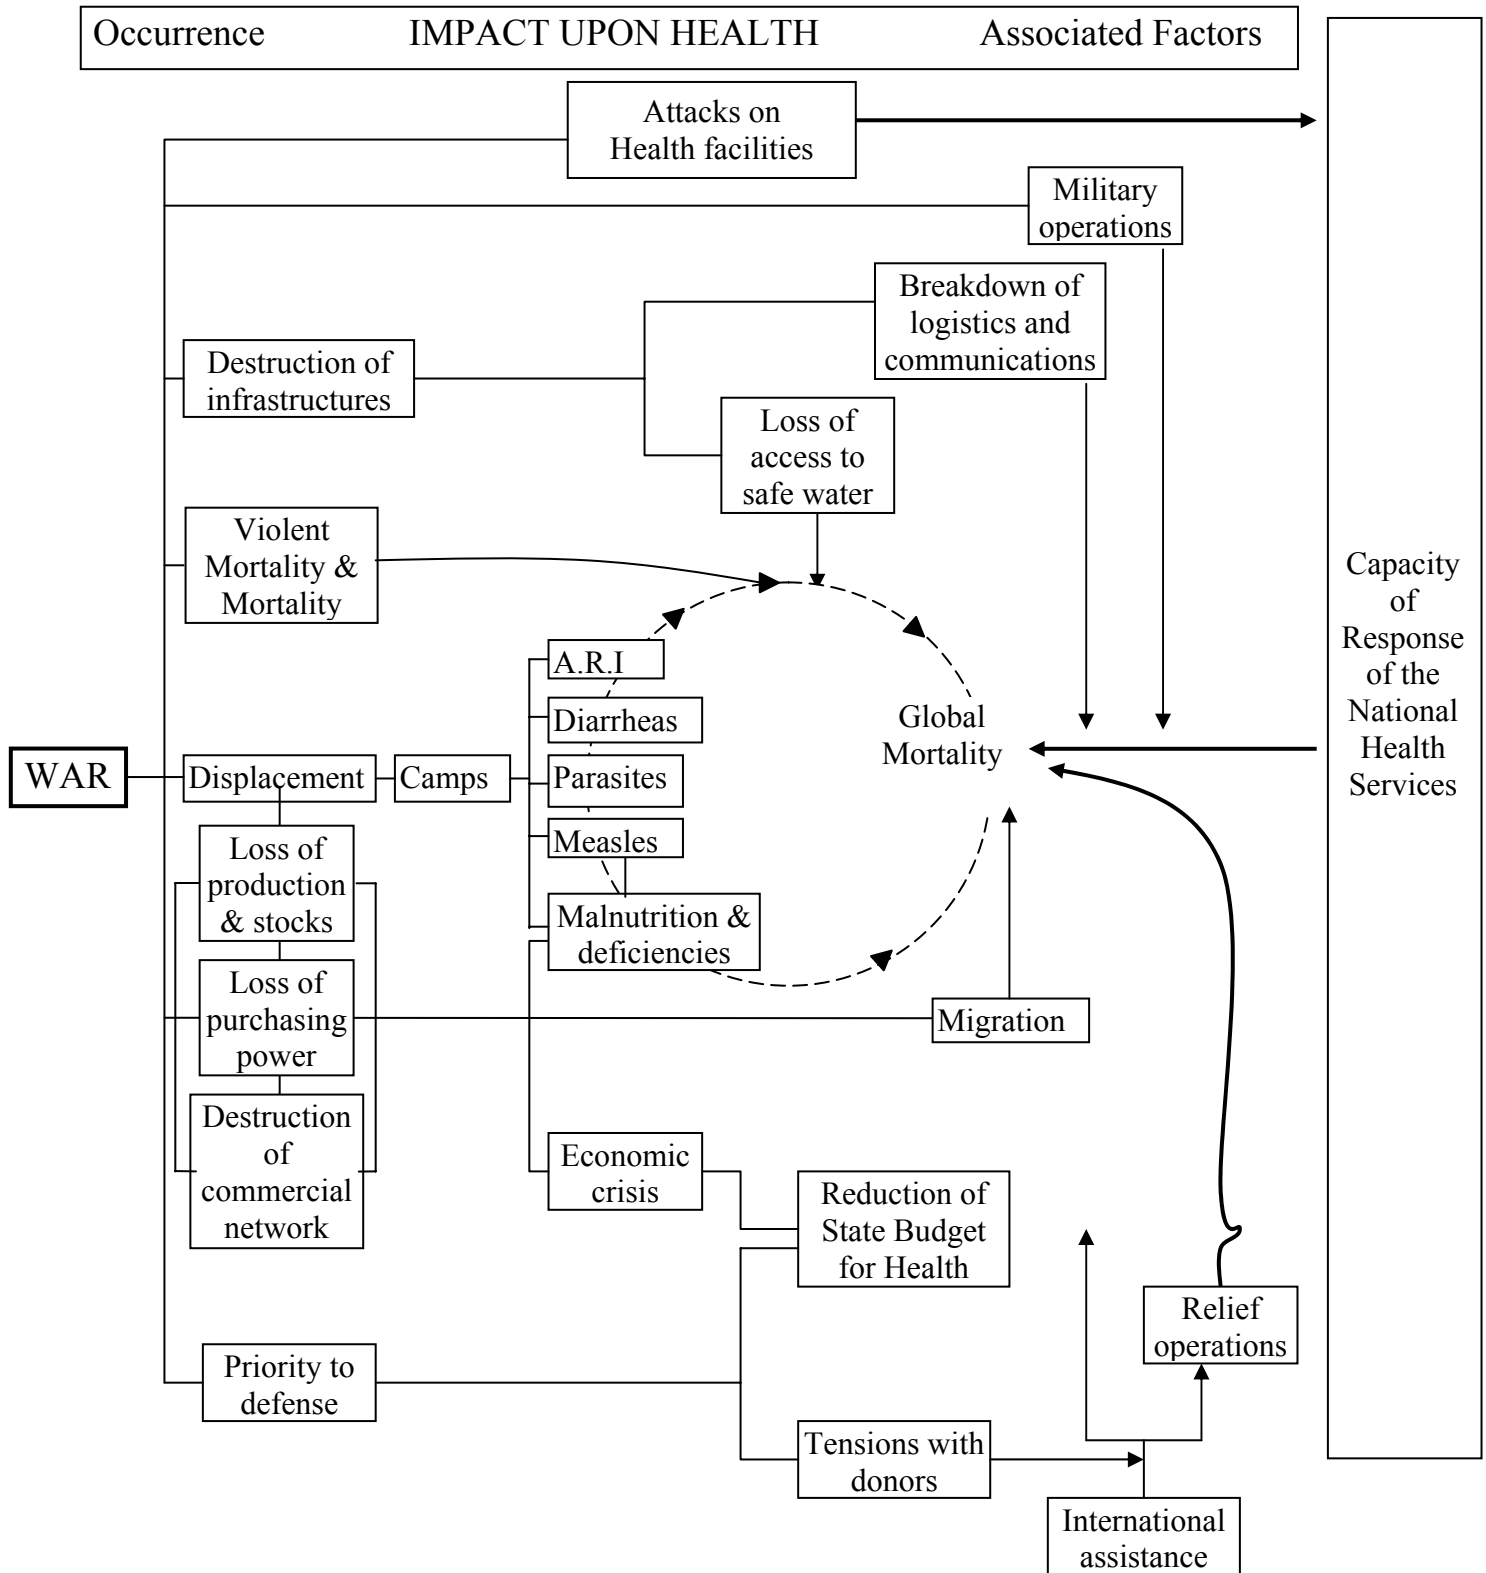 Occurrence IMPACT UPON HEALTH Associated Factors
Attacks on
Health facilities
Military
operations
Breakdown of
logistics and
communications
Destruction of
infrastructures
Loss of
access to
safe water
Violent
Mortality &
Mortality
Capacity
of
Response
of the
National
Health
Services
A.R.I
Diarrheas
Global
Mortality
WAR
Displacement
Camps
Parasites
Measles
Loss of
production
& stocks
Malnutrition &
deficiencies
Loss of
purchasing
power
Migration
Destruction
of
commercial
network
Economic
crisis
Reduction of
State Budget
for Health
Relief
operations
Priority to
defense
Tensions with
donors
International
assistance